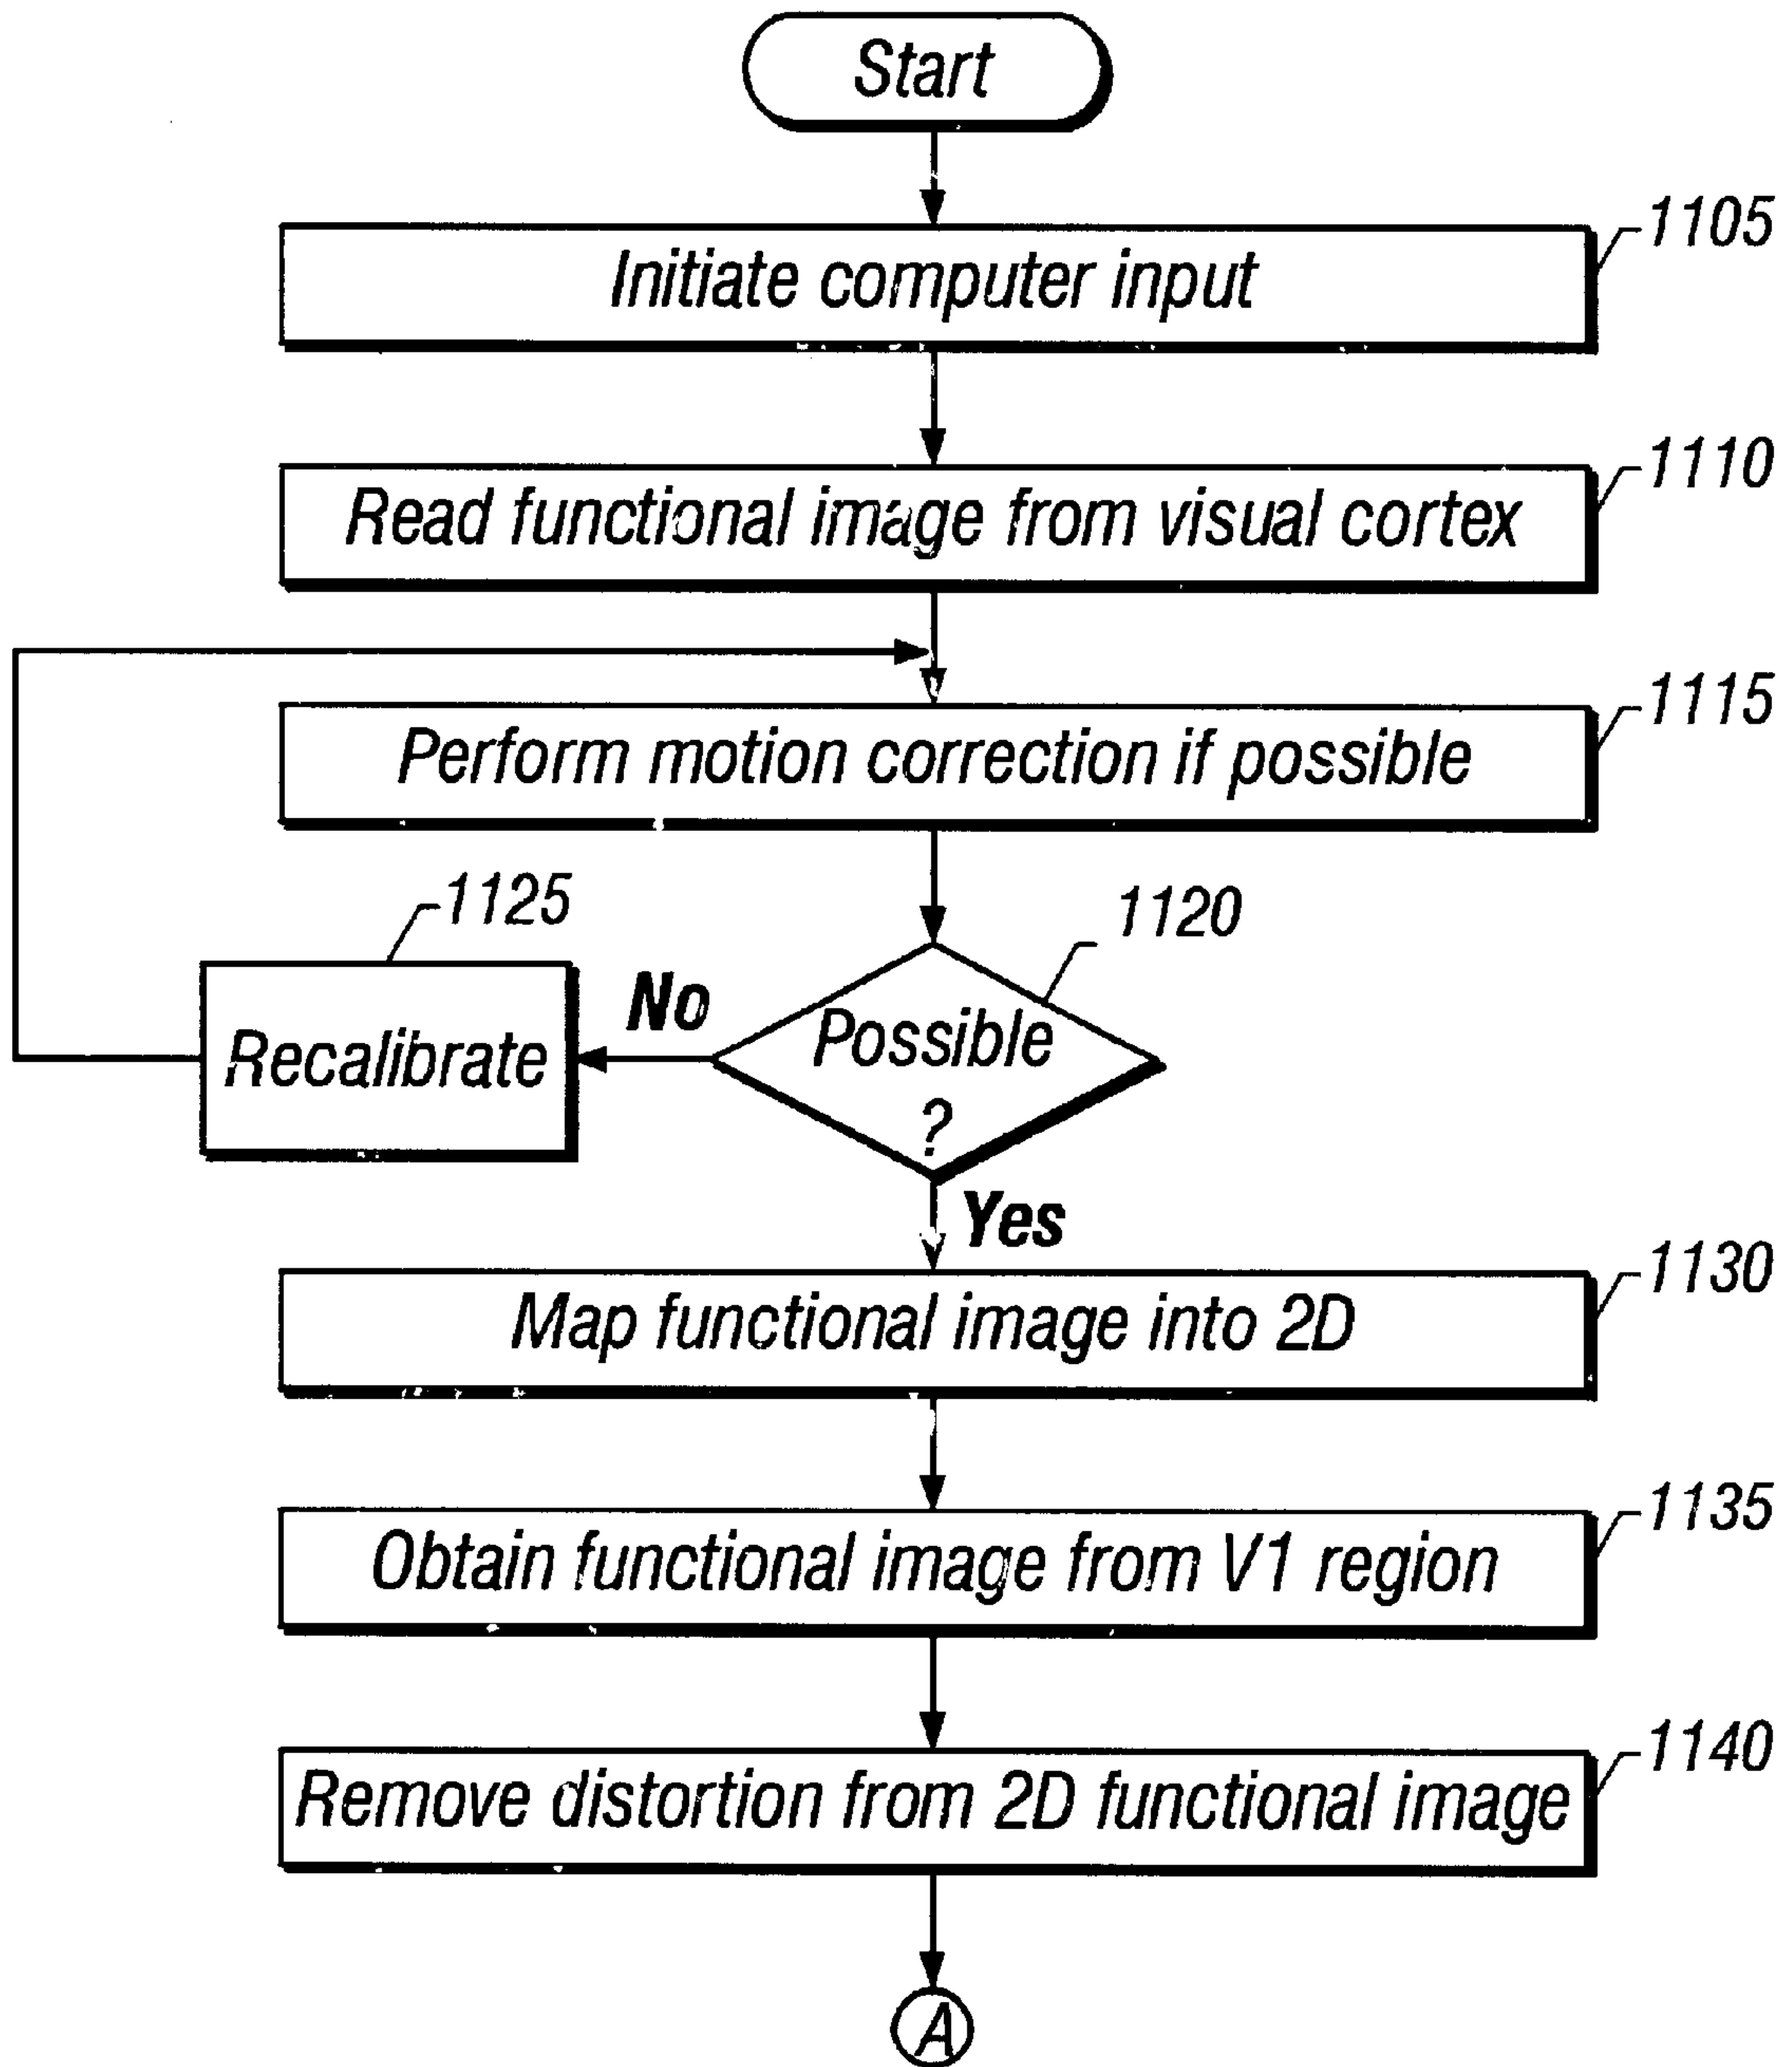 Start
1105
Initiate computer input
1110
Read functional image from visual cortex
1115
Perform motion correction if possible
1125
1120
Recalibrate
No
Possible
?
Yes
1130
Map functional image into 2D
1135
Obtain functional image from V1 region
1140
Remove distortion from 2D functional image
A